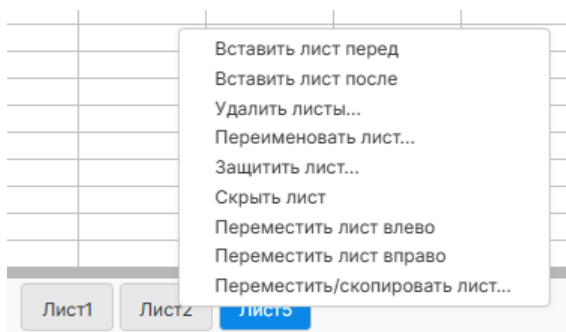 Вставить лист перед
Вставить лист после
Удалить листы...
Переименовать лист...
Защитить лист...
Скрыть лист
Переместить лист влево
Переместить лист вправо
Переместить/скопировать лист...
Лист1 Лист2 Лист5